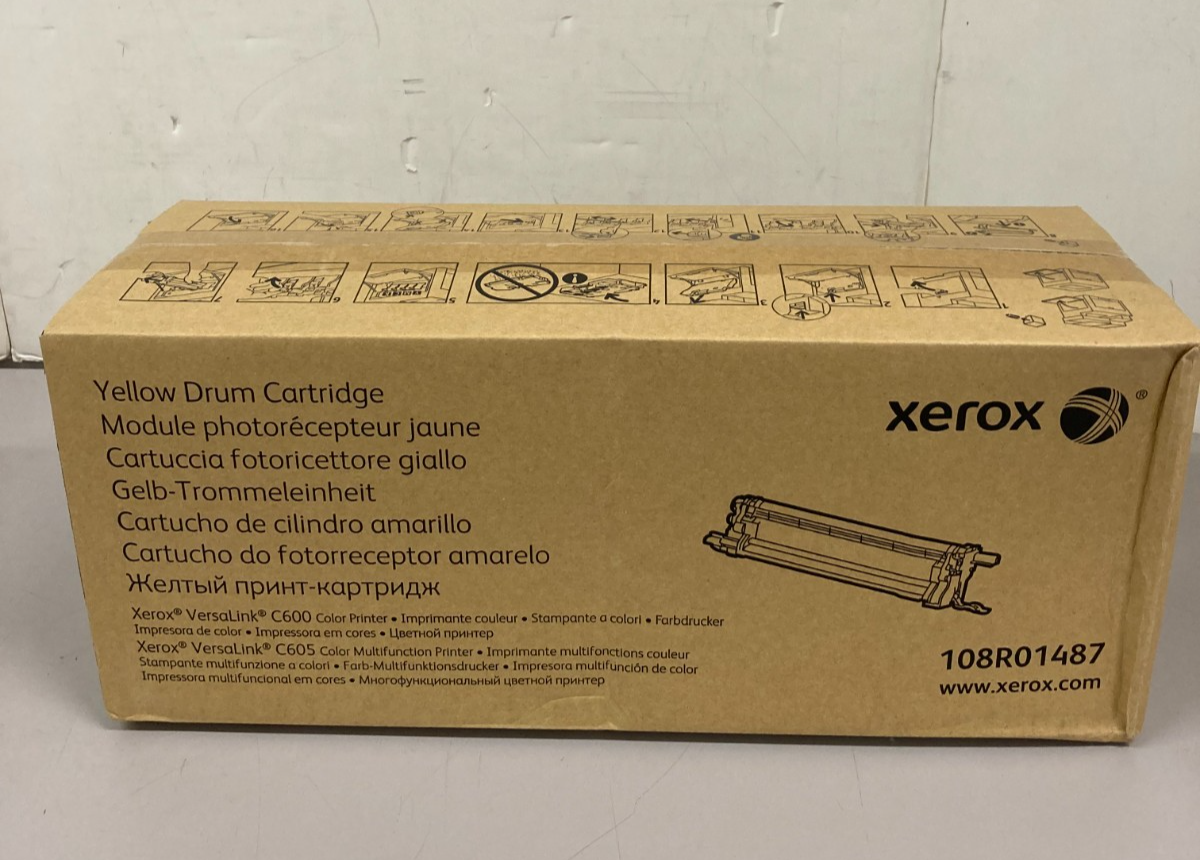 Yellow Drum Cartridge
Module photorécepteur jaune
Cartuccia fotoricettore giallo
Gelb-Trommeleinheit
Cartucho de cilindro amarillo
Cartucho do fotorreceptor amarelo
Желтый принт-картридж
Xerox® VersaLink® C600 Color Printer • Imprimante couleur • Stampante a colori • Farbdrucker
Impresora de color • Impressora em cores • Цветной принтер
Xerox® VersaLink® C605 Color Multifunction Printer • Imprimante multifonctions couleur
Stampante multifunzione a colori • Farb-Multifunktionsdrucker • Impresora multifunción de color
Impressora multifuncional em cores • Многофункциональный цветной принтер
xerox ®
108R01487
www.xerox.com